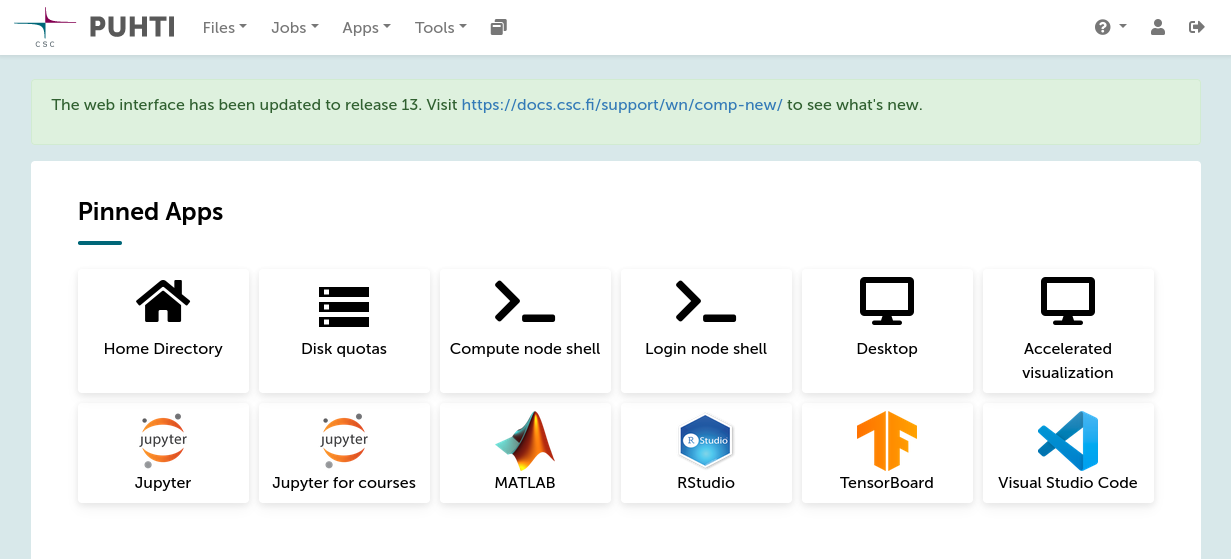 csc
PUHTI Files Jobs Apps Tools
The web interface has been updated to release 13. Visit https://docs.csc.fi/support/wn/comp-new/ to see what's new.
Pinned Apps
Home Directory
Disk quotas
Compute node shell
Login node shell
Desktop
Accelerated
visualization
jupyter
Jupyter
jupyter
Jupyter for courses
MATLAB
R Studio
RStudio
TensorBoard
Visual Studio Code